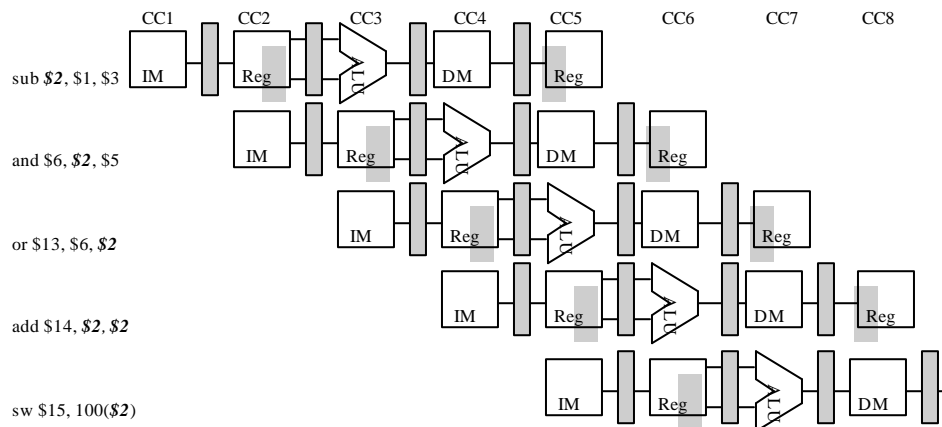 CC1 CC2 CC3 CC4 CC5 CC6 CC7 CC8
IM Reg ALU DM Reg
sub $2, $1, $3
IM Reg ALU DM Reg
and $6, $2, $5
IM Reg ALU DM Reg
or $13, $6, $2
IM Reg ALU DM Reg
add $14, $2, $2
IM Reg ALU DM
sw $15, 100($2)